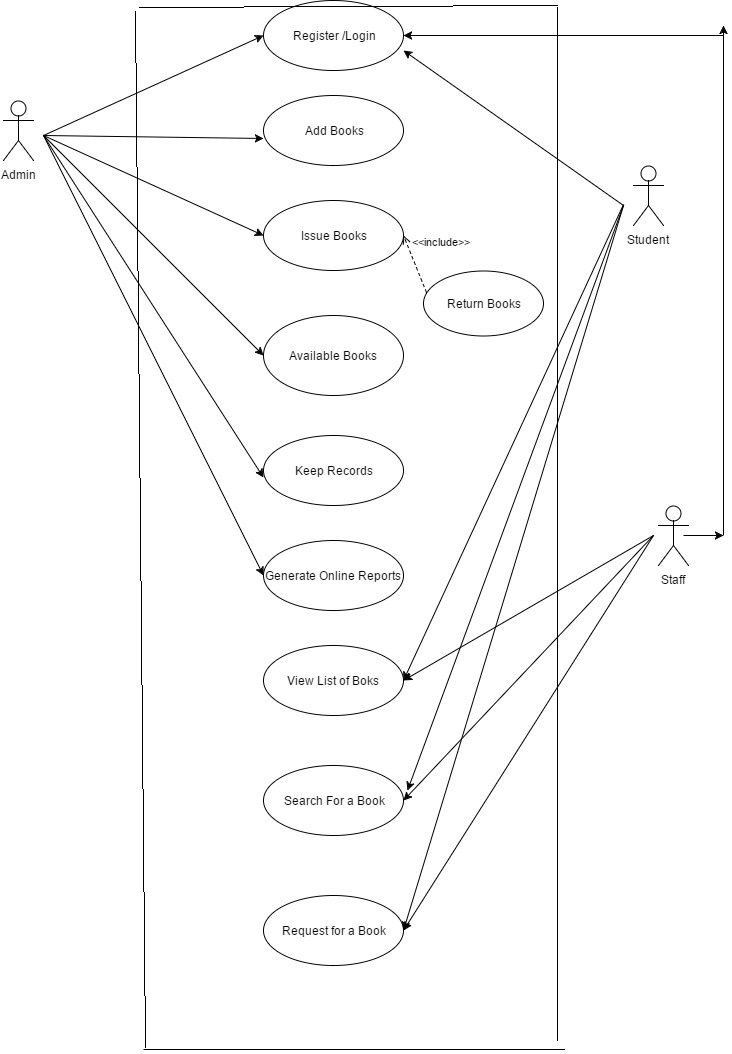 Register /Login
Add Books
Admin
Issue Books
<<include>>
Student
Return Books
Available Books
Keep Records
Generate Online Reports
Staff
View List of Boks
Search For a Book
Request for a Book